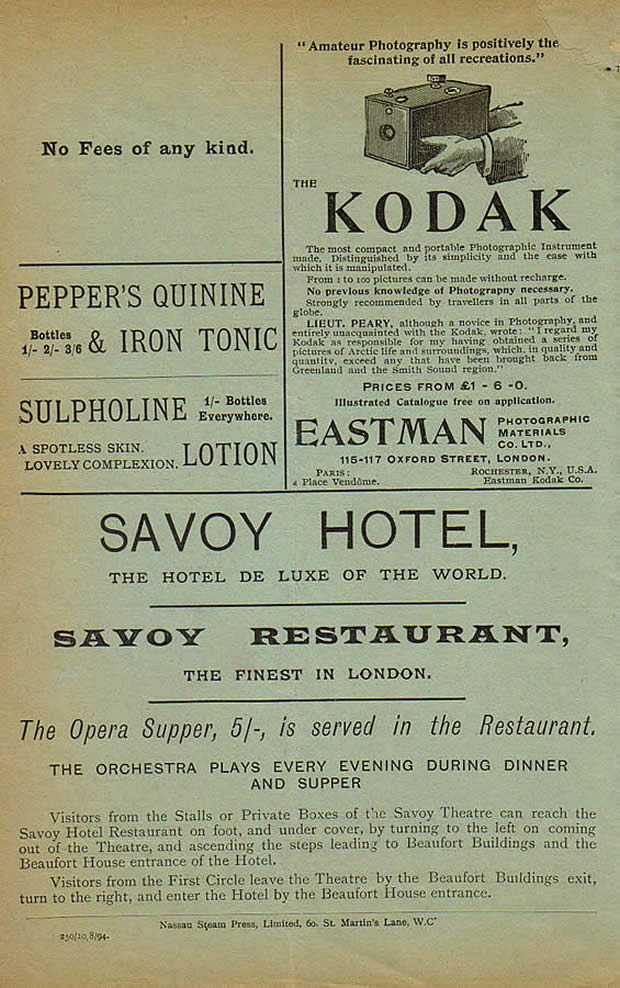 No Fees of any kind.
PEPPER'S QUININE
Bottles
1/- 2/- 3/6 & IRON TONIC
SULPHOLINE 1/- Bottles
Everywhere.
A SPOTLESS SKIN.
LOVELY COMPLEXION. LOTION
"Amateur Photography is positively the
fascinating of all recreations."
THE
KODAK
The most compact and portable Photographic Instrument
made. Distinguished by its simplicity and the ease with
which it is manipulated.
From 1 to 100 pictures can be made without recharge.
No previous knowledge of Photography necessary.
Strongly recommended by travellers in all parts of the
globe.
LIEUT. PEARY, although a novice in Photography, and
entirely unacquainted with the Kodak, wrote: "I regard my
Kodak as responsible for my having obtained a series of
pictures of Arctic life and surroundings, which, in quality and
quantity, exceed any that have been brought back from
Greenland and the Smith Sound region."
PRICES FROM £1 - 6 -0.
Illustrated Catalogue free on application.
EASTMAN PHOTOGRAPHIC
MATERIALS
CO. LTD.,
115-117 OXFORD STREET, LONDON.
PARIS: ROCHESTER, N.Y., U.S.A.
4 Place Vendôme. Eastman Kodak Co.
SAVOY HOTEL,
THE HOTEL DE LUXE OF THE WORLD.
SAVOY RESTAURANT,
THE FINEST IN LONDON.
The Opera Supper, 5/-, is served in the Restaurant.
THE ORCHESTRA PLAYS EVERY EVENING DURING DINNER
AND SUPPER
Visitors from the Stalls or Private Boxes of the Savoy Theatre can reach the
Savoy Hotel Restaurant on foot, and under cover, by turning to the left on coming
out of the Theatre, and ascending the steps leading to Beaufort Buildings and the
Beaufort House entrance of the Hotel.
Visitors from the First Circle leave the Theatre by the Beaufort Buildings exit,
turn to the right, and enter the Hotel by the Beaufort House entrance.
Nassau Steam Press, Limited, 60. St. Martin's Lane, W.C
250/10,8/94.